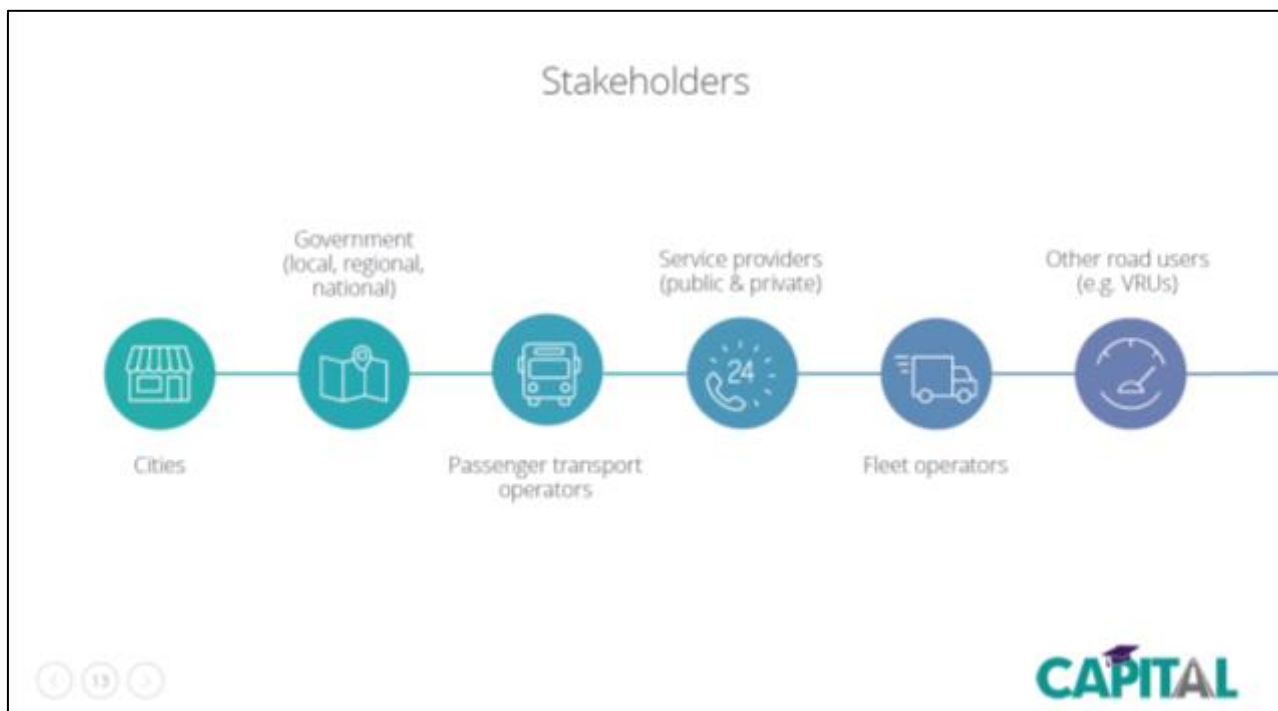 Stakeholders
Government
(local, regional,
national)
Service providers
(public & private)
Other road users
(e.g. VRUs)
24
Cities
Passenger transport
operators
Fleet operators
13
CAPITAL